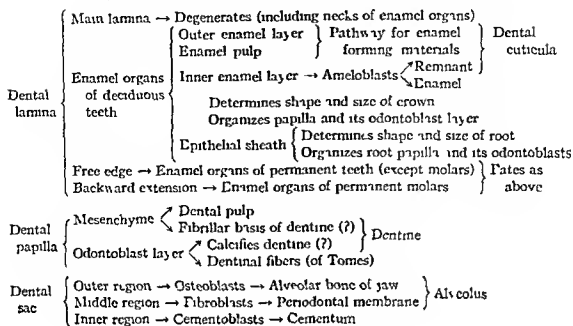 Main lamina → Degenerates (including necks of enamel organs)
Outer enamel layer
Enamel pulp
Pathway for enamel forming materials
Dental cuticula
Inner enamel layer → Ameloblasts
Remnant
Enamel
Enamel organs of deciduous teeth
Determines shape and size of crown
Organizes papilla and its odontoblast layer
Dental lamina
Epithelial sheath
Determines shape and size of root
Organizes root papilla and its odontoblasts
Free edge → Enamel organs of permanent teeth (except molars)
Backward extension → Enamel organs of permanent molars
Fates as above
Dental papilla
Mesenchyme
Dental pulp
Fibrillar basis of dentine (?)
Odontoblast layer
Calcifies dentine (?)
Dentinal fibers (of Tomes)
Dentine
Dental sac
Outer region → Osteoblasts → Alveolar bone of jaw
Middle region → Fibroblasts → Periodontal membrane
Inner region → Cementoblasts → Cementum
Alveolus